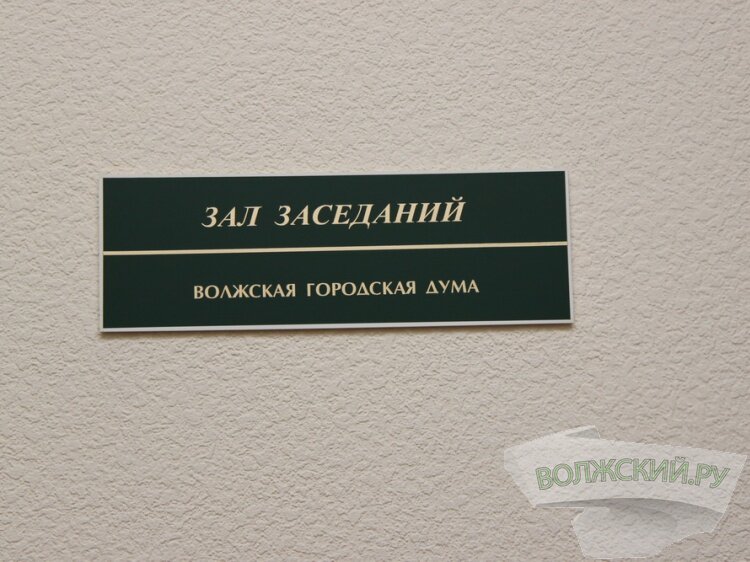 ЗАЛ ЗАСЕДАНИЙ
ВОЛЖСКАЯ ГОРОДСКАЯ ДУМА
ВОЛЖСКИЙ.РУ